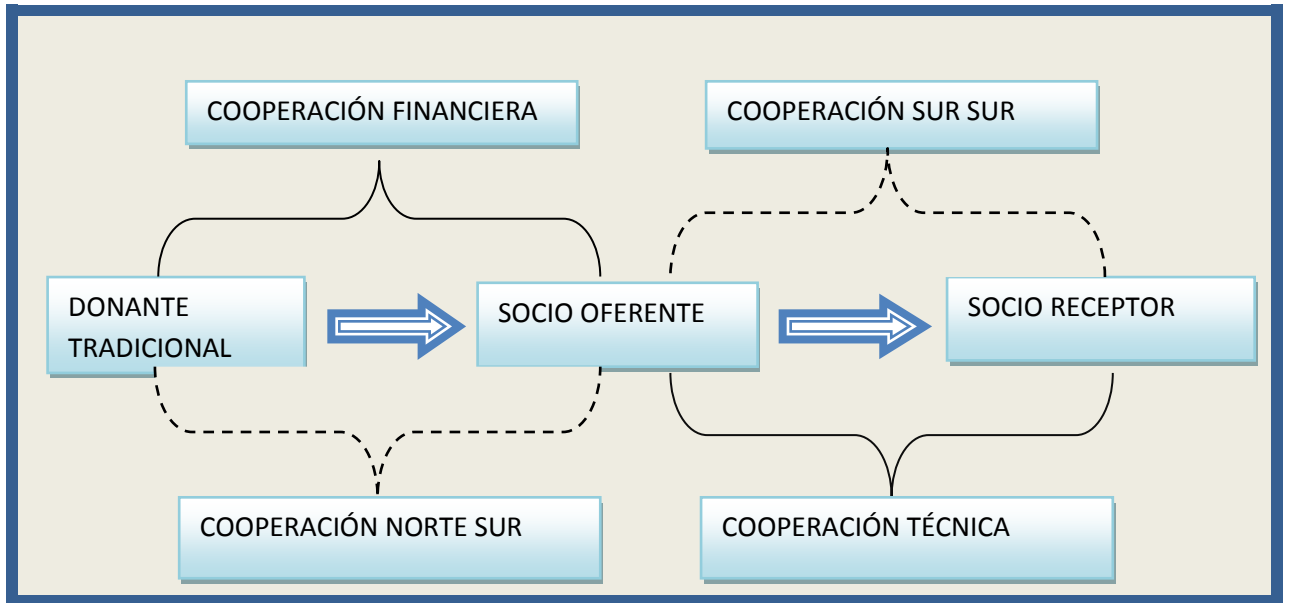 COOPERACIÓN FINANCIERA
COOPERACIÓN SUR SUR
DONANTE
TRADICIONAL
SOCIO OFERENTE
SOCIO RECEPTOR
COOPERACIÓN NORTE SUR
COOPERACIÓN TÉCNICA